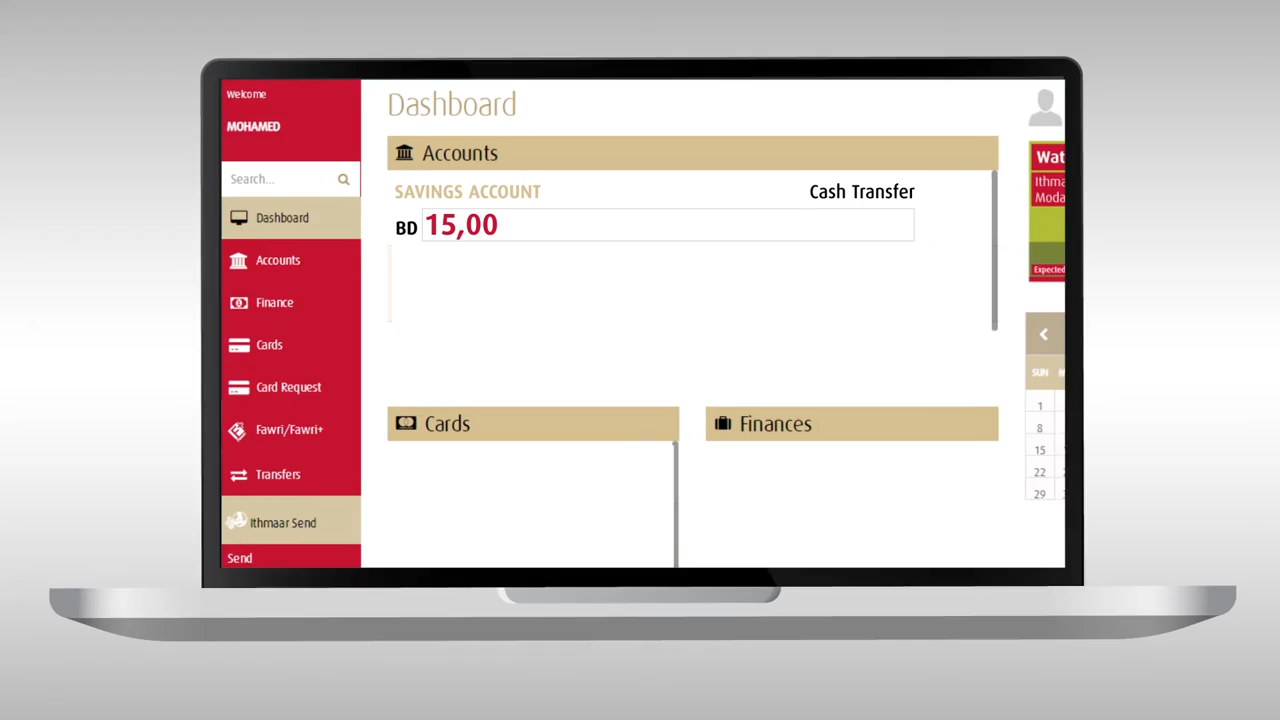 Welcome
MOHAMED
Search...
Dashboard
Accounts
Finance
Cards
Card Request
Fawri/Fawri+
Transfers
Ithmaar Send
Send
Dashboard
Accounts
SAVINGS ACCOUNT
Cash Transfer
BD 15,00
Cards
Finances
Wat
Ithma
Moda
Expected
SUN
1
8
15
22
29